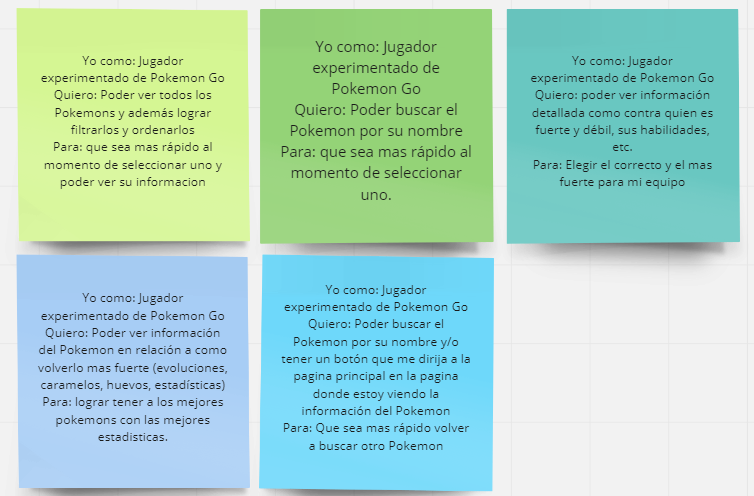 Yo como: Jugador
experimentado de Pokemon Go
Quiero: Poder ver todos los
Pokemons y además lograr
filtrarlos y ordenarlos
Para: que sea mas rápido al
momento de seleccionar uno y
poder ver su informacion
Yo como: Jugador
experimentado de
Pokemon Go
Quiero: Poder buscar el
Pokemon por su nombre
Para: que sea mas rápido al
momento de seleccionar
uno.
Yo como: Jugador
experimentado de Pokemon Go
Quiero: poder ver información
detallada como contra quien es
fuerte y débil, sus habilidades,
etc.
Para: Elegir el correcto y el mas
fuerte para mi equipo
Yo como: Jugador
experimentado de Pokemon Go
Quiero: Poder ver información
del Pokemon en relación a como
volverlo mas fuerte (evoluciones,
caramelos, huevos, estadísticas)
Para: lograr tener a los mejores
pokemons con las mejores
estadisticas.
Yo como: Jugador
experimentado de Pokemon Go
Quiero: Poder buscar el
Pokemon por su nombre y/o
tener un botón que me dirija a la
pagina principal en la pagina
donde estoy viendo la
información del Pokemon
Para: Que sea mas rápido volver
a buscar otro Pokemon